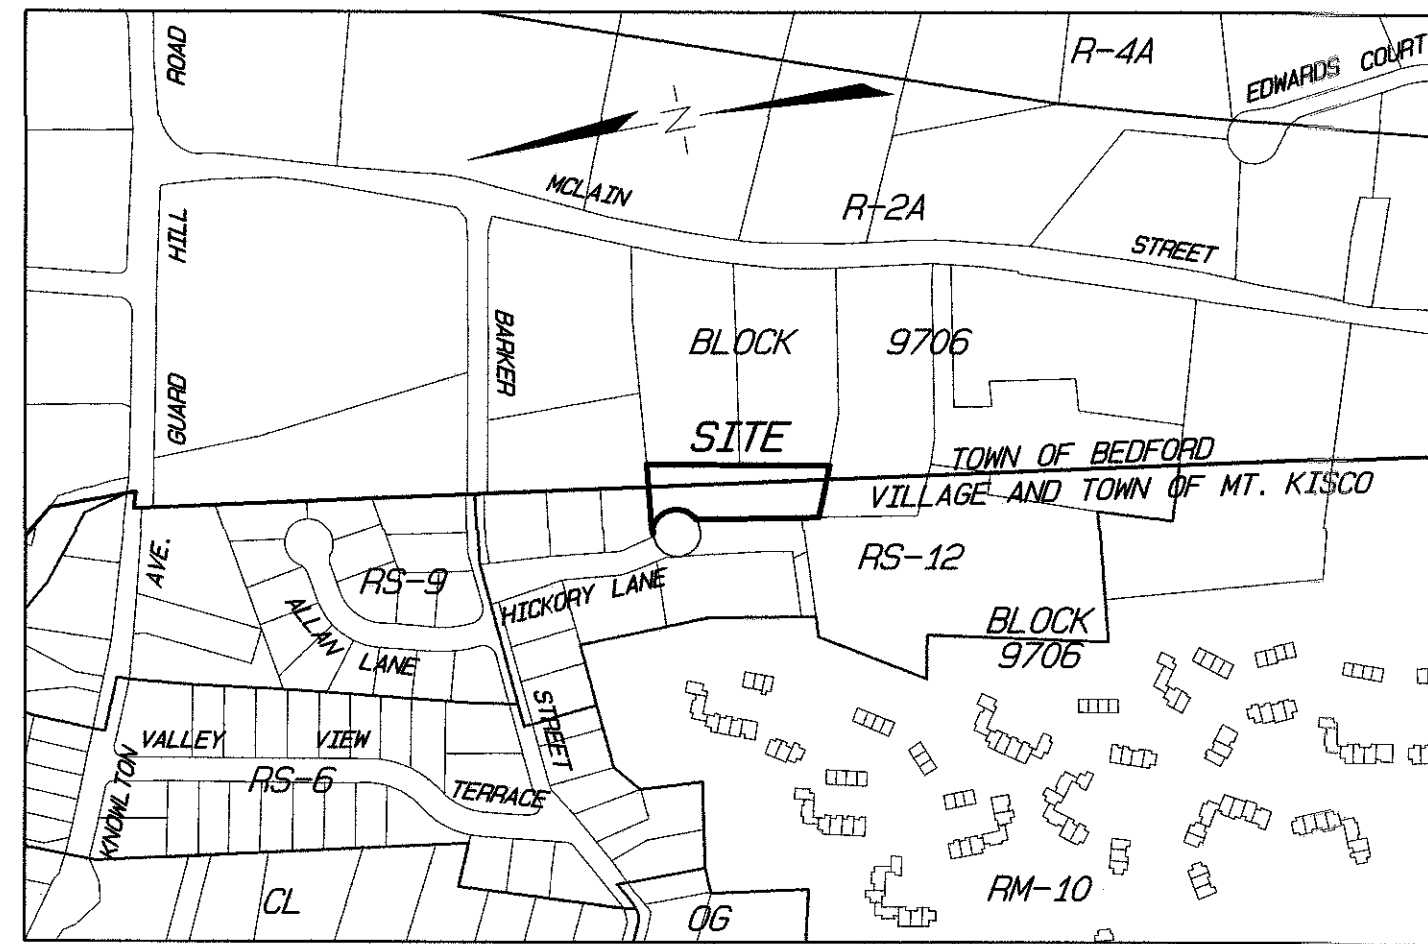 ROAD
R-4A
EDWARDS COURT
N
MCLAIN
R-2A
HILL
STREET
BARKER
BLOCK 9706
GUARD
SITE
TOWN OF BEDFORD
VILLAGE AND TOWN OF MT. KISCO
AVE.
RS-12
RS-9
HICKORY LANE
ALLAN
LANE
BLOCK
9706
STREET
VALLEY VIEW
RS-6
TERRACE
KNOWLTON
RM-10
CL
OG